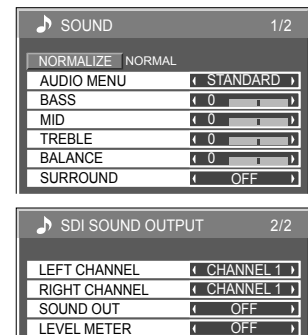 SOUND 1/2
NORMALIZE NORMAL
AUDIO MENU STANDARD
BASS 0
MID 0
TREBLE 0
BALANCE 0
SURROUND OFF
SDI SOUND OUTPUT 2/2
LEFT CHANNEL CHANNEL 1
RIGHT CHANNEL CHANNEL 1
SOUND OUT OFF
LEVEL METER OFF